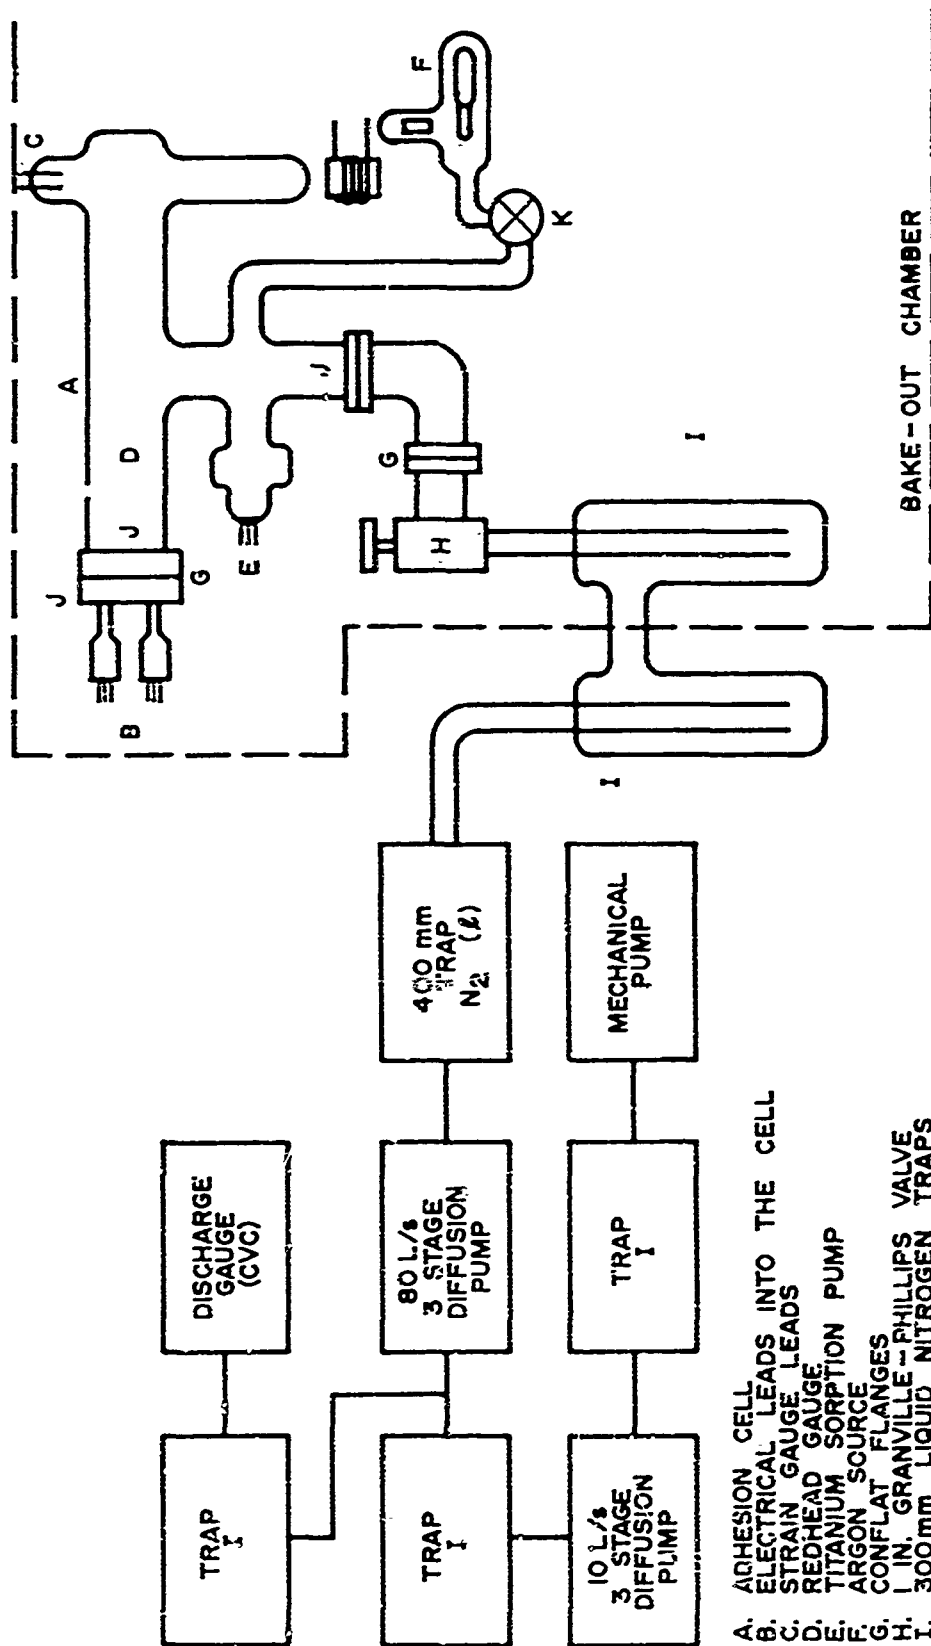 C
A
J
D
J
G
B
E
F
K
J
G
H
I
I
BAKE-OUT CHAMBER
400 mm
TRAP
N2 (ℓ)
MECHANICAL
PUMP
DISCHARGE
GAUGE
(CVC)
80 L/s
3 STAGE
DIFFUSION
PUMP
TRAP
I
TRAP
I
TRAP
I
10 L/s
3 STAGE
DIFFUSION
PUMP
A. ADHESION CELL
B. ELECTRICAL LEADS INTO THE CELL
C. STRAIN GAUGE LEADS
D. REDHEAD GAUGE
E. TITANIUM SORPTION PUMP
F. ARGON SOURCE
G. CONFLAT FLANGES
H. 1 IN. GRANVILLE-PHILLIPS VALVE
I. 300mm LIQUID NITROGEN TRAPS